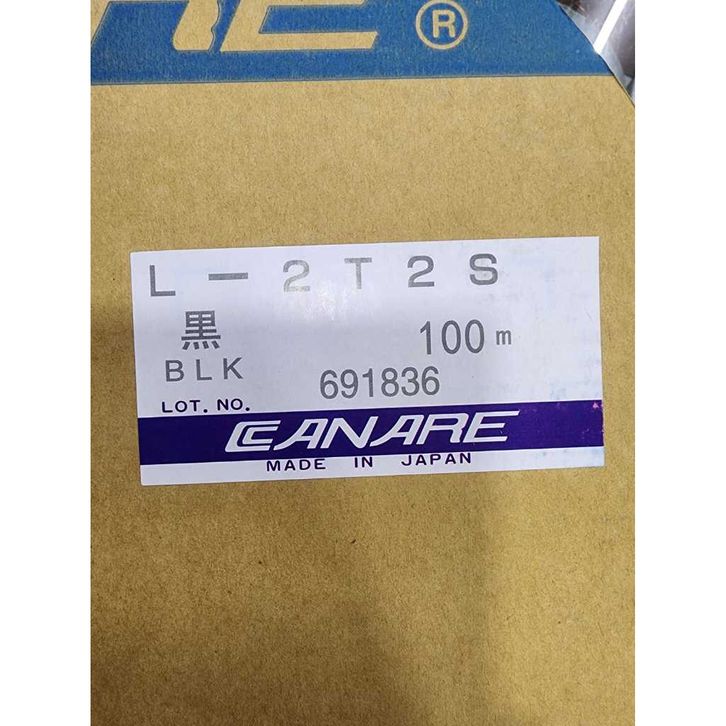 ®
L-2T2S
黒 100m
BLK 691836
LOT. NO.
CANARE
MADE IN JAPAN